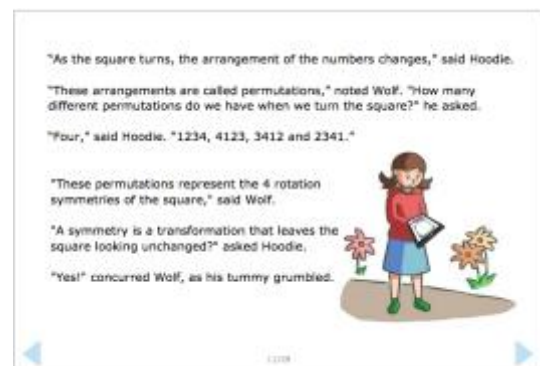 "As the square turns, the arrangement of the numbers changes," said Hoodie.
"These arrangements are called permutations," noted Wolf. "How many
different permutations do we have when we turn the square?" he asked.
"Four," said Hoodie. "1234, 4123, 3412 and 2341."
"These permutations represent the 4 rotation
symmetries of the square," said Wolf.
"A symmetry is a transformation that leaves the
square looking unchanged?" asked Hoodie.
"Yes!" concurred Wolf, as his tummy grumbled.